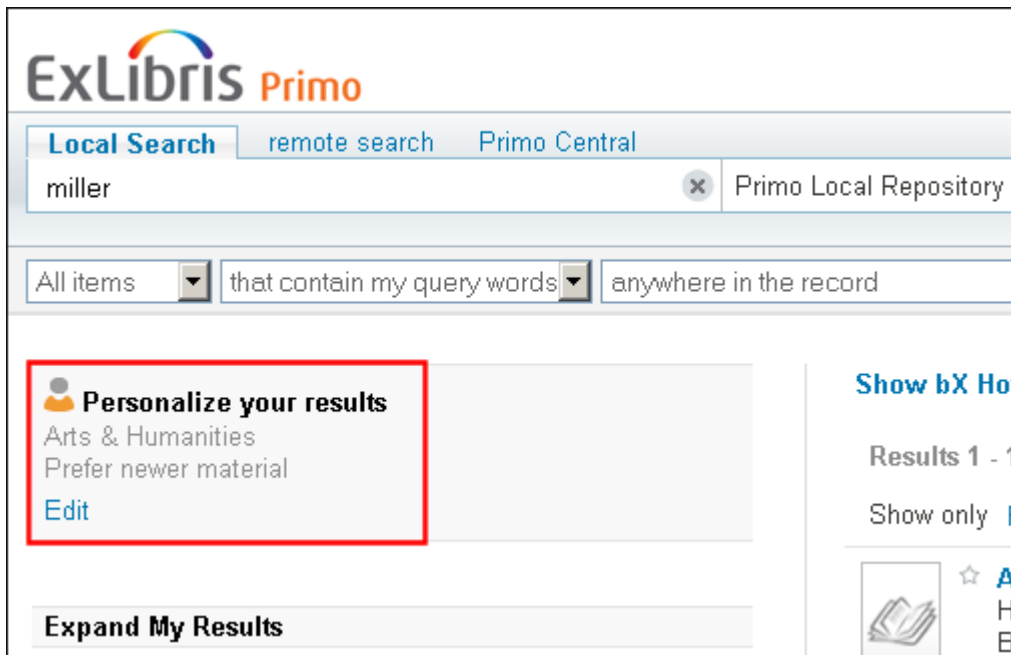 ExLibris Primo
Local Search remote search Primo Central
miller Primo Local Repository
All items that contain my query words anywhere in the record
Personalize your results
Arts & Humanities
Prefer newer material
Edit
Expand My Results
Show bX
Results 1 -
Show only